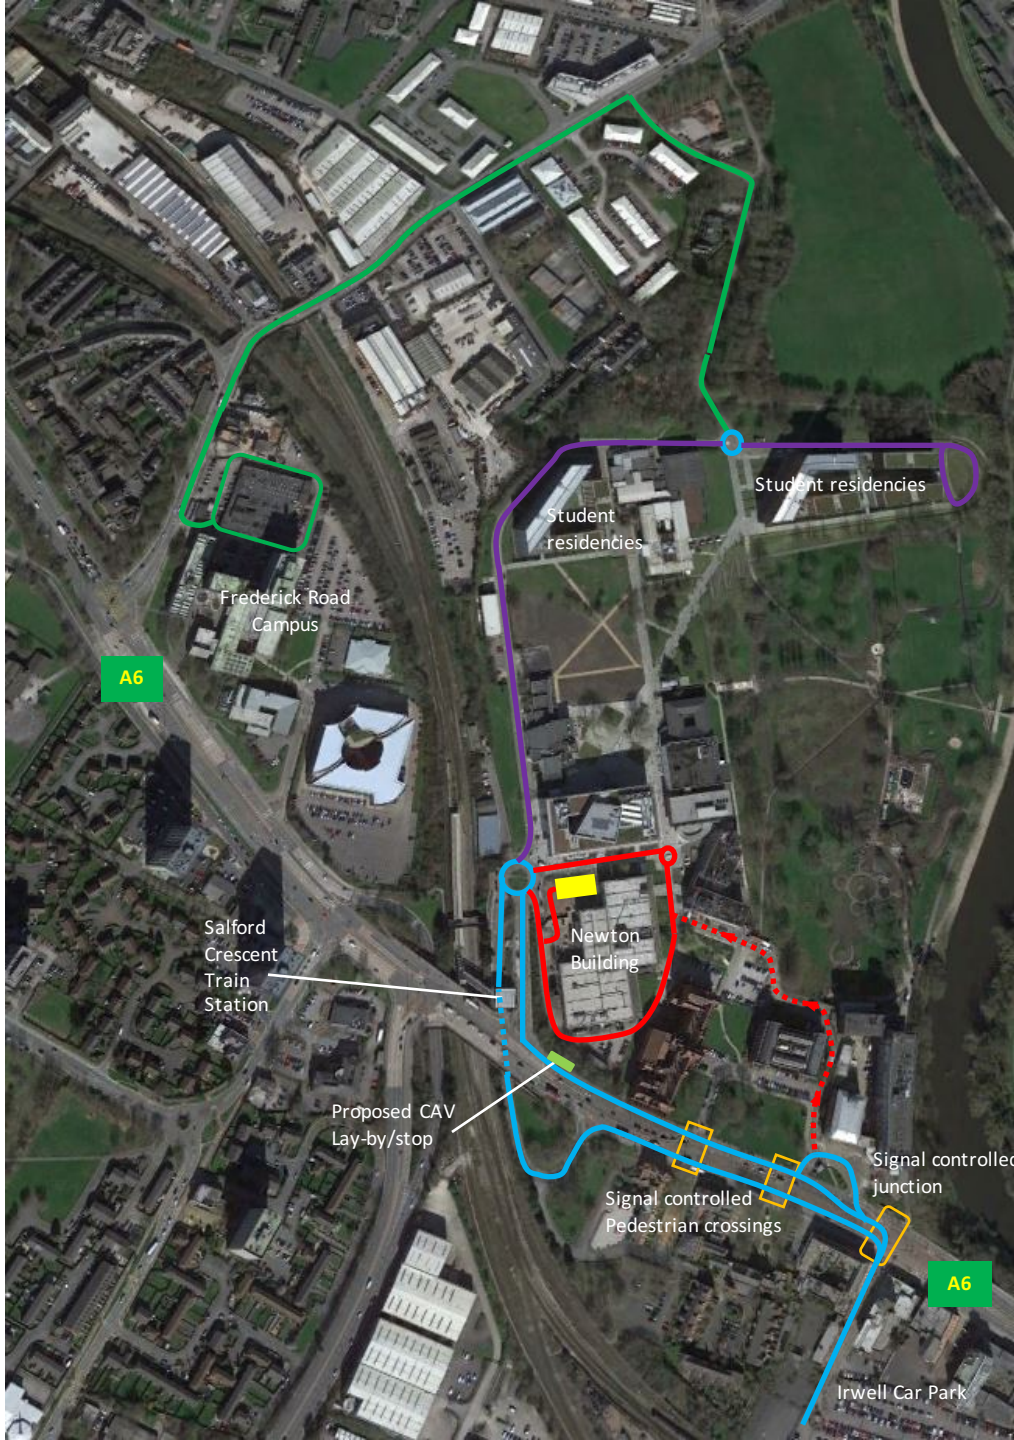 Student residencies
Student
residencies
Frederick Road
Campus
A6
Salford
Crescent
Train
Station
Newton
Building
Proposed CAV
Lay-by/stop
Signal controlled
junction
Signal controlled
Pedestrian crossings
A6
Irwell Car Park